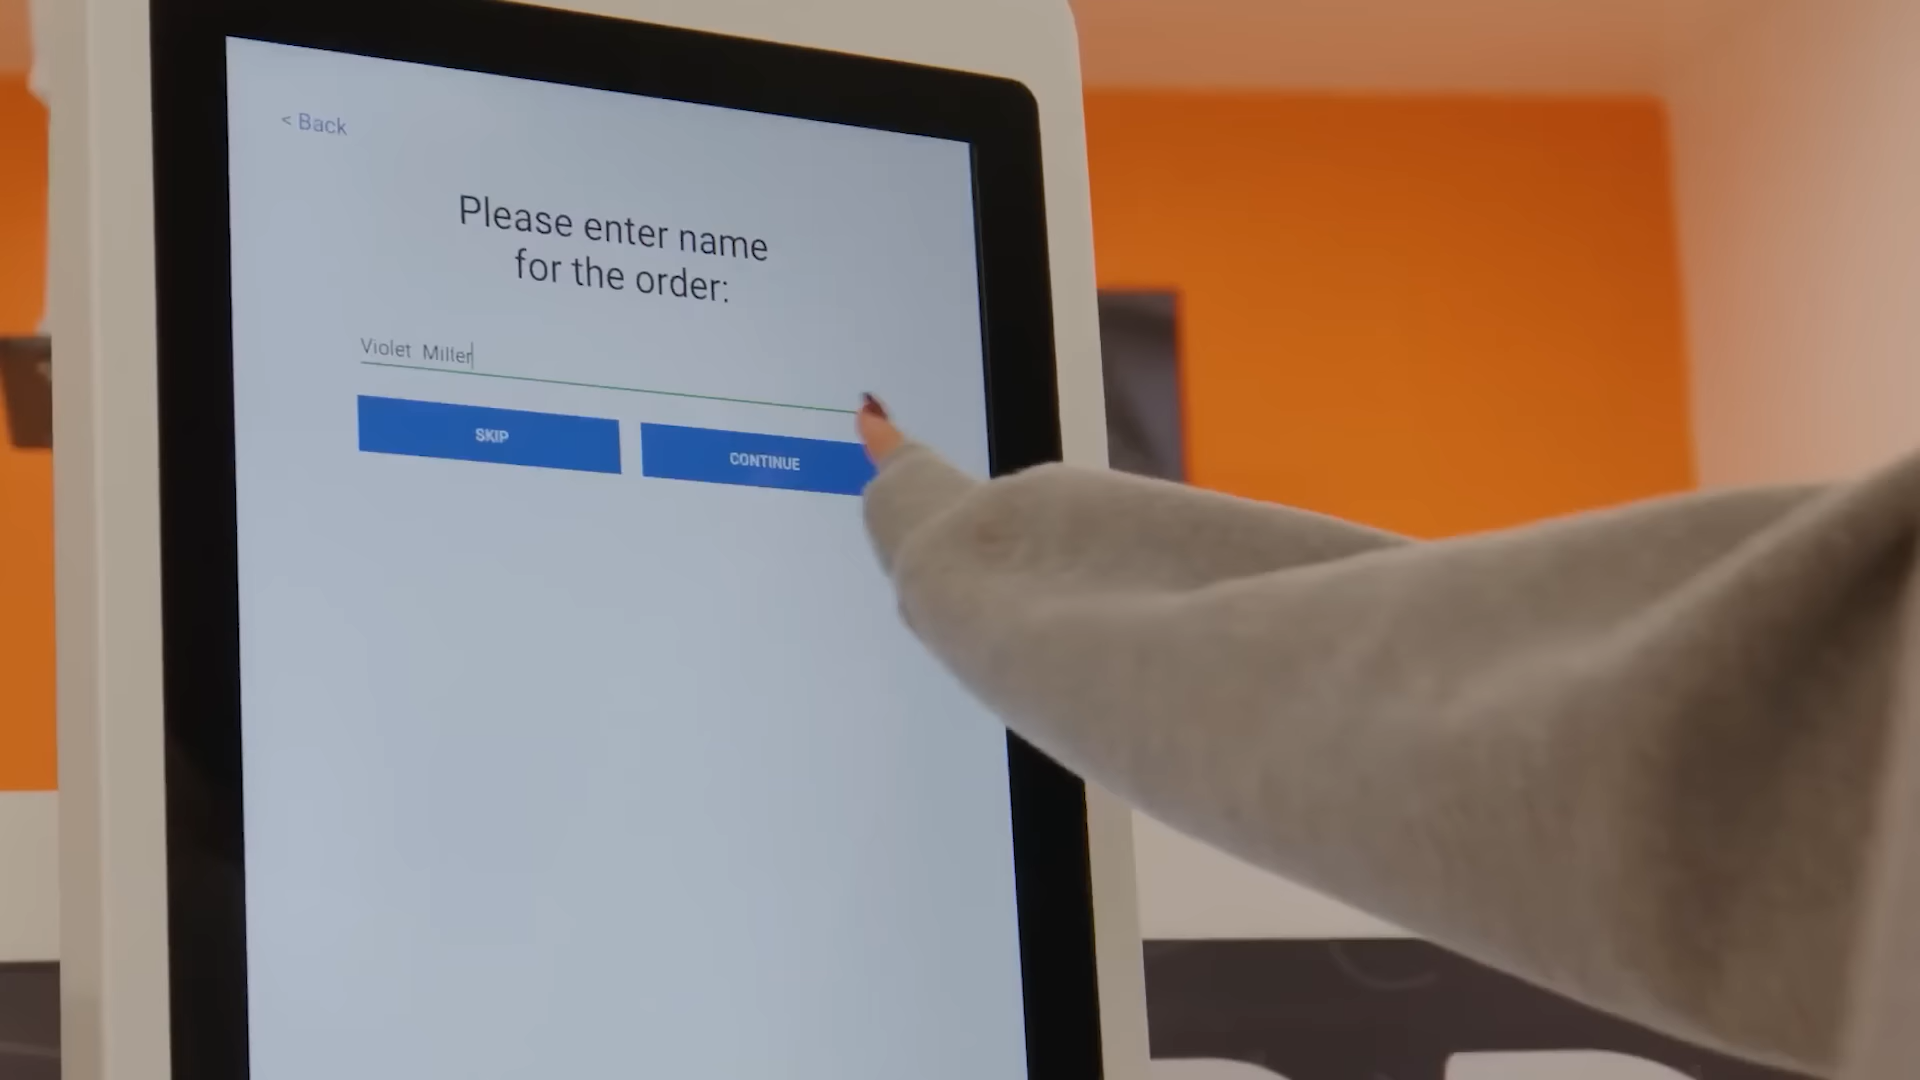 < Back
Please enter name
for the order:
Violet Miller
SKIP
CONTINUE